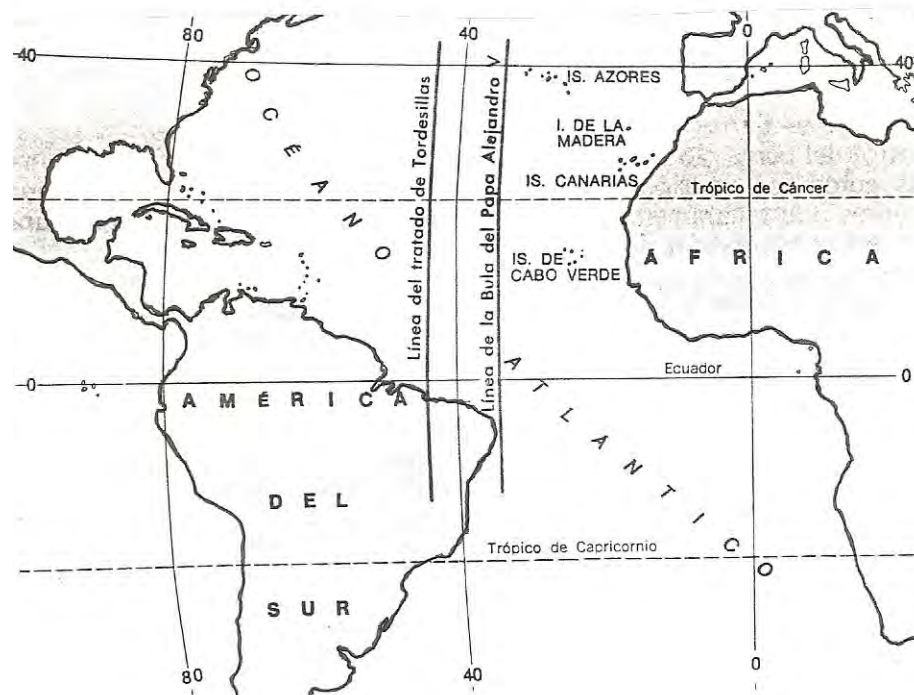 80
0
40
40
OCÉANO
Línea del tratado de Tordesillas
Línea de la Bula del Papa Alejandro V
IS. AZORES
I. DE LA
MADERA
IS. CANARIAS
Trópico de Cáncer
IS. DE
CABO VERDE
ÁFRICA
ATLANTICO
Ecuador
0
0
AMÉRICA
DEL
SUR
Trópico de Capricornio
80
40
0